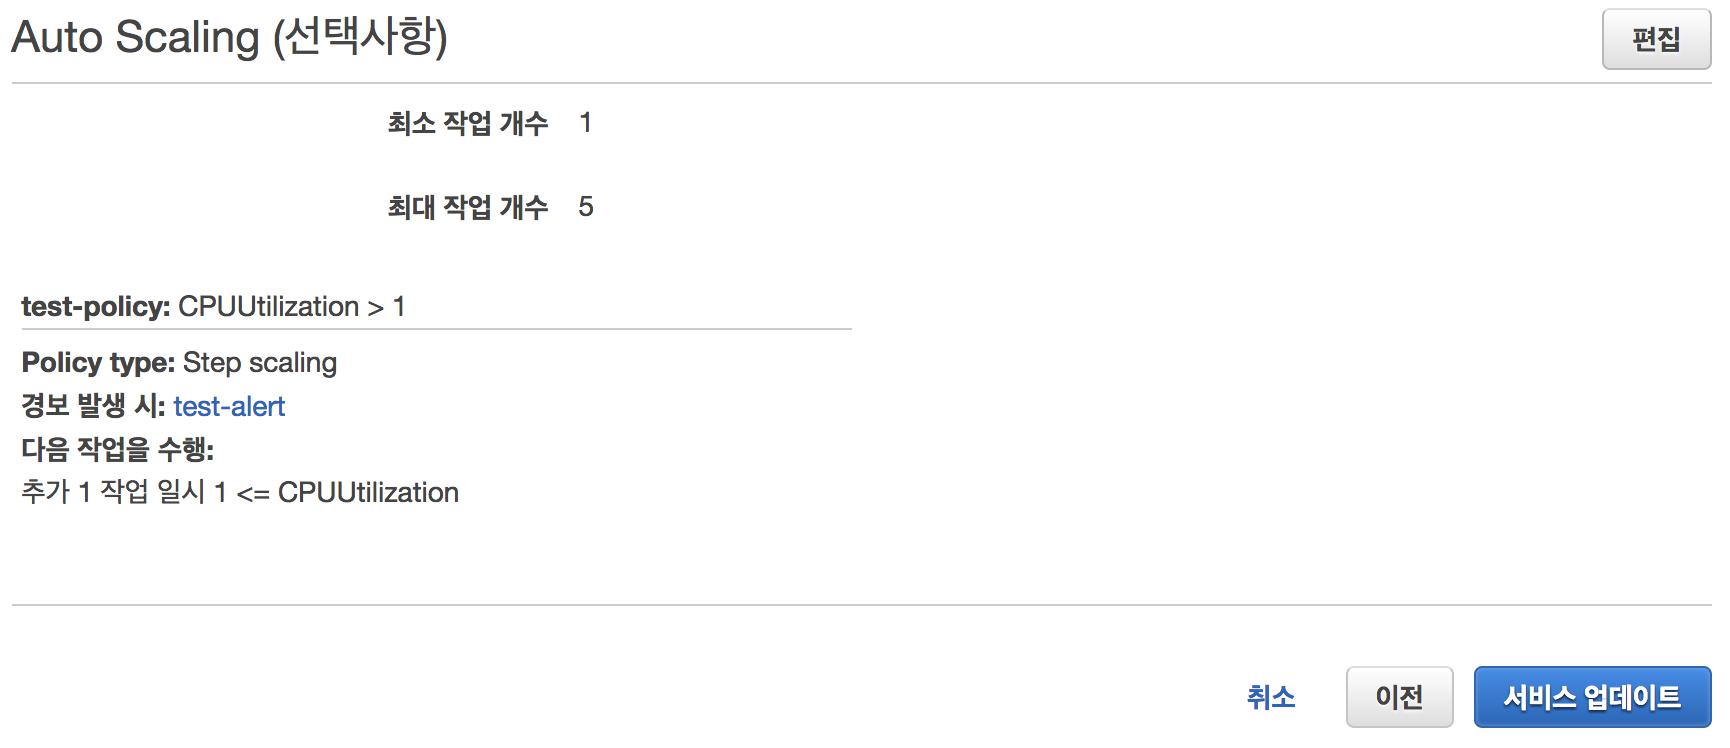 Auto Scaling (선택사항)
편집
최소 작업 개수 1
최대 작업 개수 5
test-policy: CPUUtilization > 1
Policy type: Step scaling
경보 발생 시: test-alert
다음 작업을 수행:
추가 1 작업 일시 1 <= CPUUtilization
취소 이전 서비스 업데이트